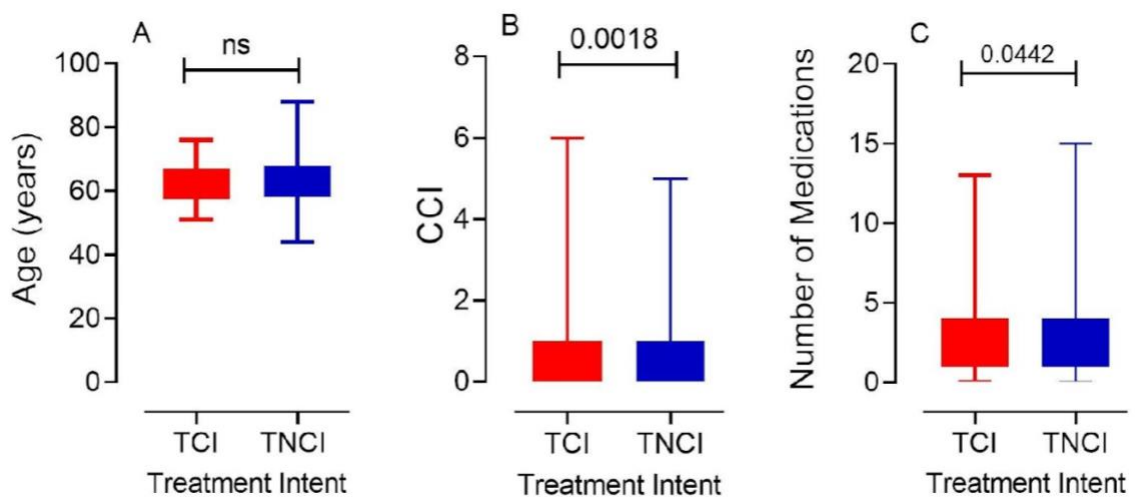 A
ns
100
80
60
40
20
0
Age (years)
TCI TNCI
Treatment Intent
B
0.0018
8
6
4
2
0
CCI
TCI TNCI
Treatment Intent
C
0.0442
20
15
10
5
0
Number of Medications
TCI TNCI
Treatment Intent